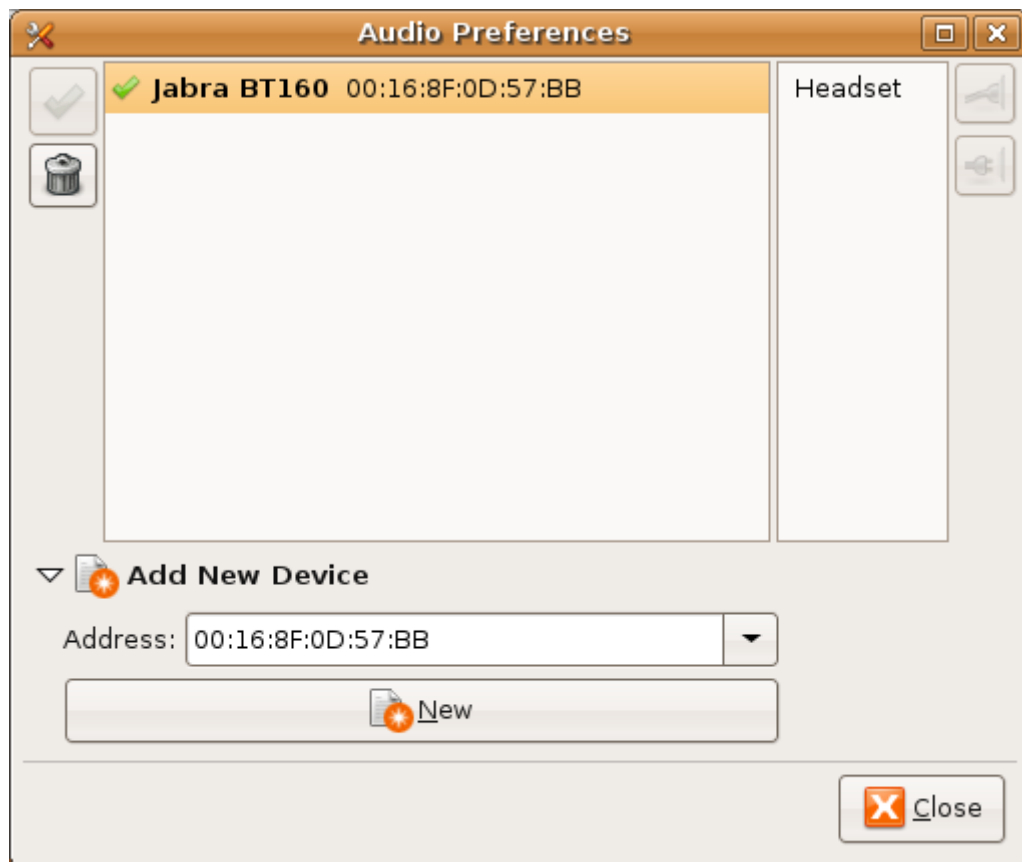 Audio Preferences
Jabra BT160 00:16:8F:0D:57:BB
Headset
Add New Device
Address: 00:16:8F:0D:57:BB
New
Close